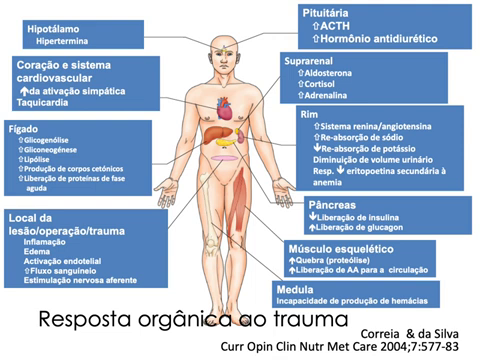 Hipotálamo
Hipertermina
Coração e sistema
cardiovascular
⬆da ativação simpática
Taquicardia
Fígado
⇧Glicogenólise
⇧Gliconeogénese
⇧Lipólise
⇧Produção de corpos cetónicos
⇧Liberação de proteínas de fase
aguda
Local da
lesão/operação/trauma
Inflamação
Edema
Activação endotelial
⇧Fluxo sanguíneio
Estimulação nervosa aferente
Pituitária
⇧ACTH
⇧Hormônio antidiurético
Suprarenal
⇧Aldosterona
⇧Cortisol
⇧Adrenalina
Rim
⇧Sistema renina/angiotensina
⇧Re-absorção de sódio
⬇Re-absorção de potássio
Diminuição de volume urinário
Resp. ⬇ eritopoetina secundária à
anemia
Pâncreas
⬇Liberação de insulina
⬆Liberação de glucagon
Músculo esquelético
⬆Quebra (proteólise)
⬆Liberação de AA para a circulação
Medula
Incapacidade de produção de hemácias
Resposta orgânica ao trauma
Correia & da Silva
Curr Opin Clin Nutr Met Care 2004;7:577-83